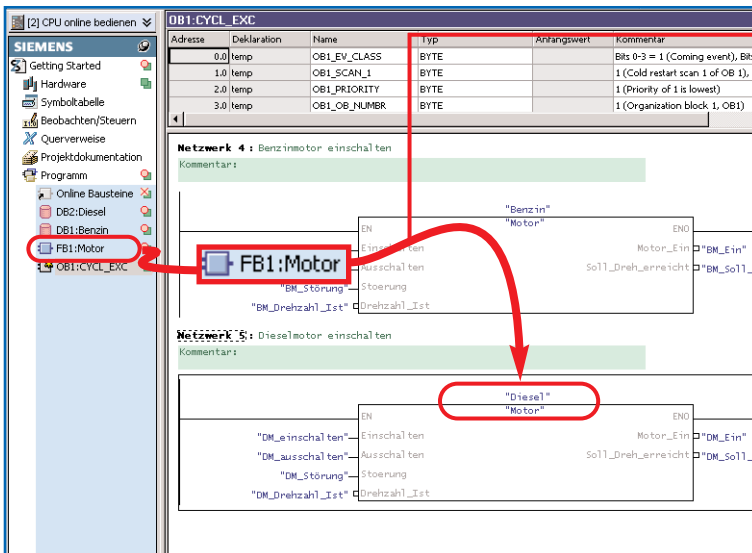 [2] CPU online bedienen
SIEMENS
Getting Started
Hardware
Symboltabelle
Beobachten/Steuern
Querverweise
Projektdokumentation
Programm
Online Bausteine
DB2:Diesel
DB1:Benzin
FB1:Motor
OB1:CYCL_EXC
OB1:CYCL_EXC
Adresse Deklaration Name Typ Anfangswert Kommentar
0.0 temp OB1_EV_CLASS BYTE Bits 0-3 = 1 (Coming event), Bits
1.0 temp OB1_SCAN_1 BYTE 1 (Cold restart scan 1 of OB 1),
2.0 temp OB1_PRIORITY BYTE 1 (Priority of 1 is lowest)
3.0 temp OB1_OB_NUMBR BYTE 1 (Organization block 1, OB1)
Netzwerk 4 : Benzinmotor einschalten
Kommentar:
"Benzin"
"Motor"
EN ENO
Einschalten Motor_Ein "BM_Ein"
FB1:Motor
Ausschalten Soll_Dreh_erreicht "BM_Soll_
"BM_Störung" Stoerung
"BM_Drehzahl_Ist" Drehzahl_Ist
Netzwerk 5 : Dieselmotor einschalten
Kommentar:
"Diesel"
"Motor"
EN ENO
"DM_einschalten" Einschalten Motor_Ein "DM_Ein"
"DM_ausschalten" Ausschalten Soll_Dreh_erreicht "DM_Soll_
"DM_Störung" Stoerung
"DM_Drehzahl_Ist" Drehzahl_Ist